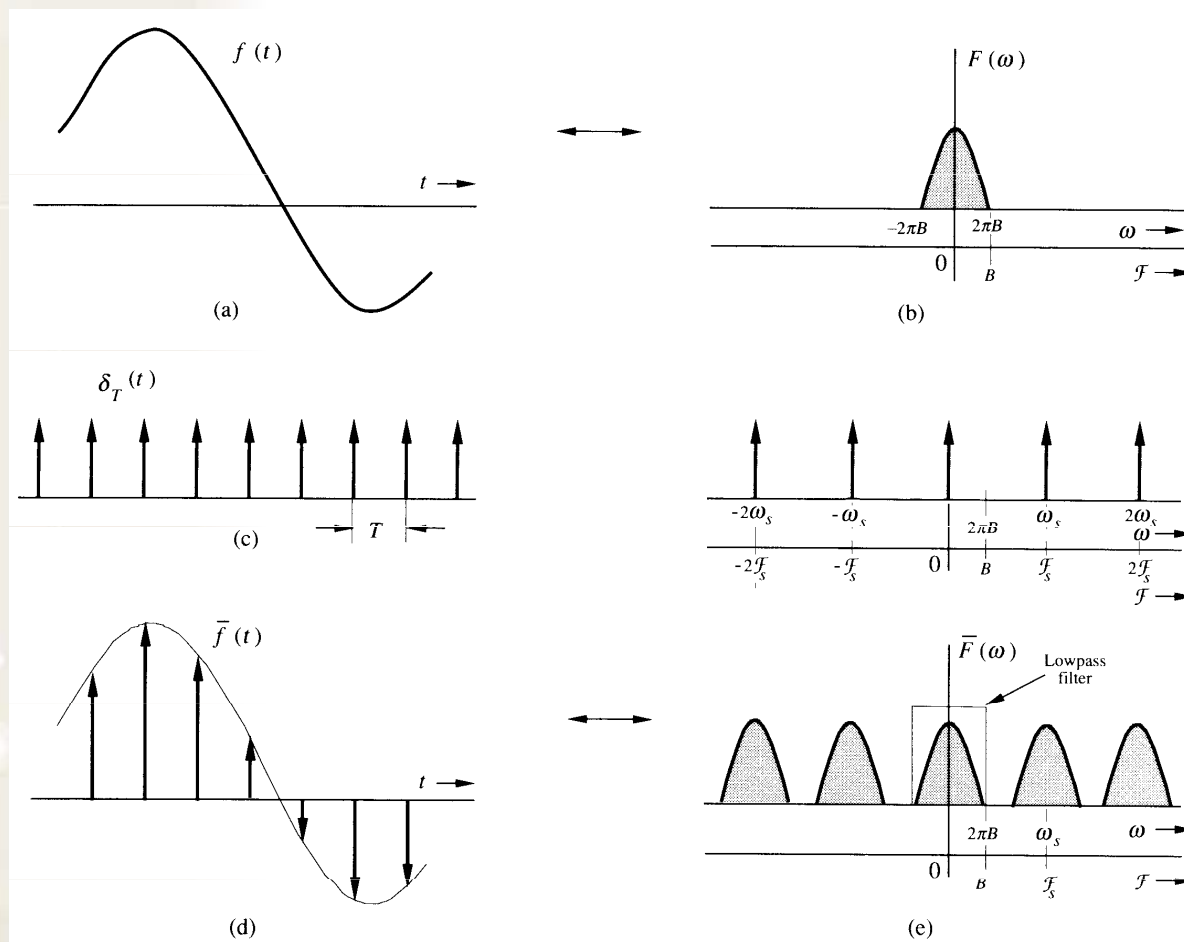 f (t)
t
(a)
F (ω)
−2πB 2πB ω
0 B ℱ
(b)
δ_T (t)
T
(c)
-2ω_s -ω_s 2πB ω_s 2ω_s
ω
-2ℱ_s -ℱ_s 0 B ℱ_s 2ℱ_s
ℱ
f̅ (t)
t
(d)
F̅ (ω)
Lowpass
filter
2πB ω_s ω
0 B ℱ_s ℱ
(e)